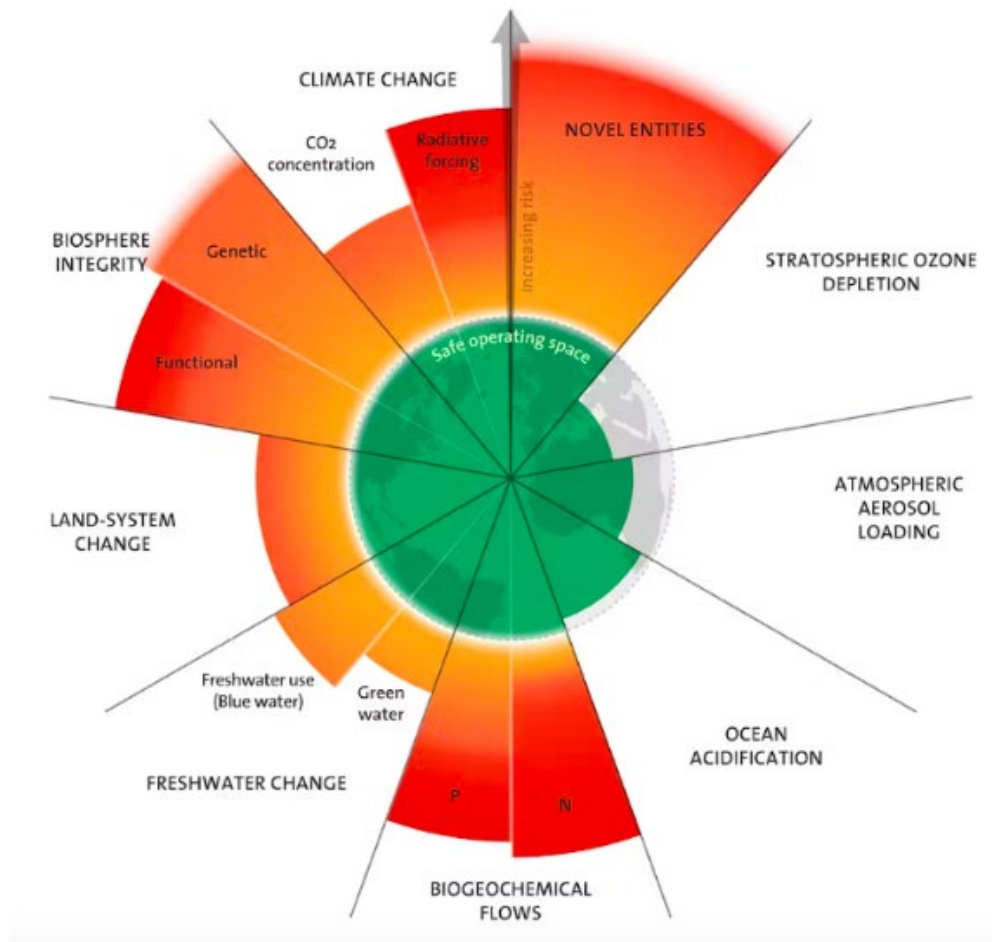 CLIMATE CHANGE
CO2
concentration
Radiative
forcing
NOVEL ENTITIES
Increasing risk
BIOSPHERE
INTEGRITY
Genetic
Functional
STRATOSPHERIC OZONE
DEPLETION
Safe operating space
ATMOSPHERIC
AEROSOL
LOADING
LAND-SYSTEM
CHANGE
Freshwater use
(Blue water)
Green
water
OCEAN
ACIDIFICATION
FRESHWATER CHANGE
P
N
BIOGEOCHEMICAL
FLOWS